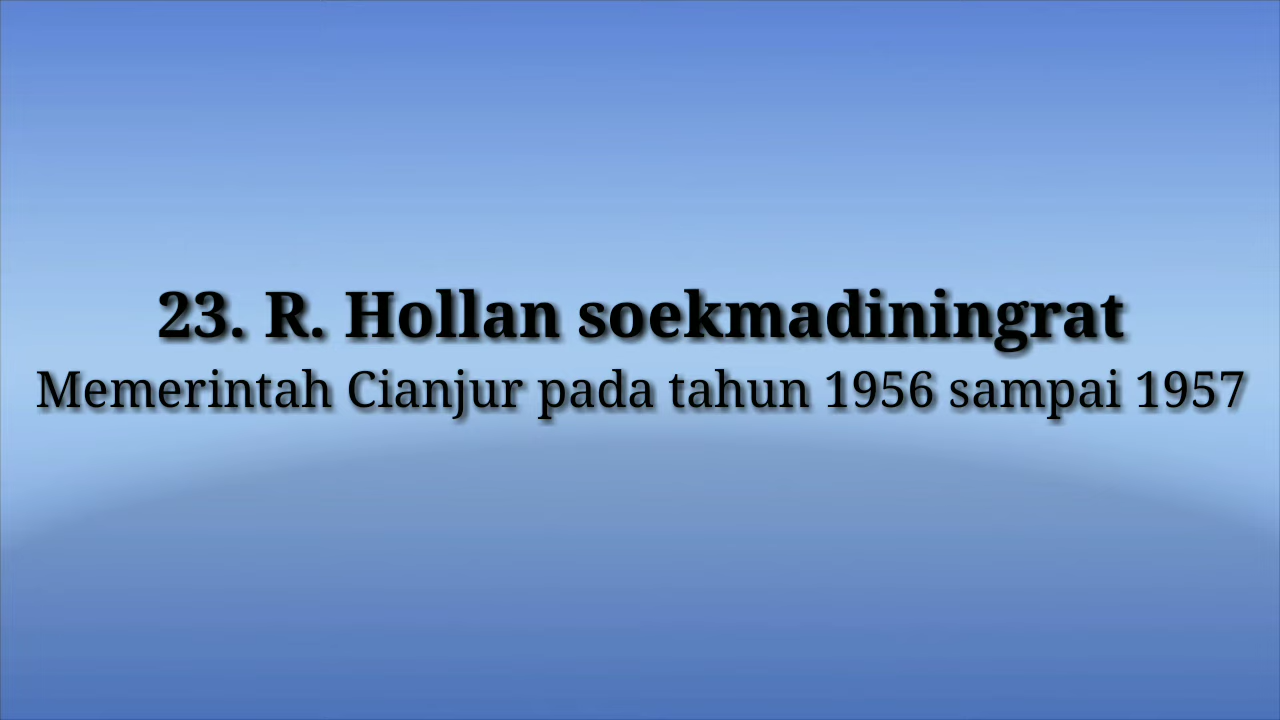 23. R. Hollan soekmadiningrat
Memerintah Cianjur pada tahun 1956 sampai 1957